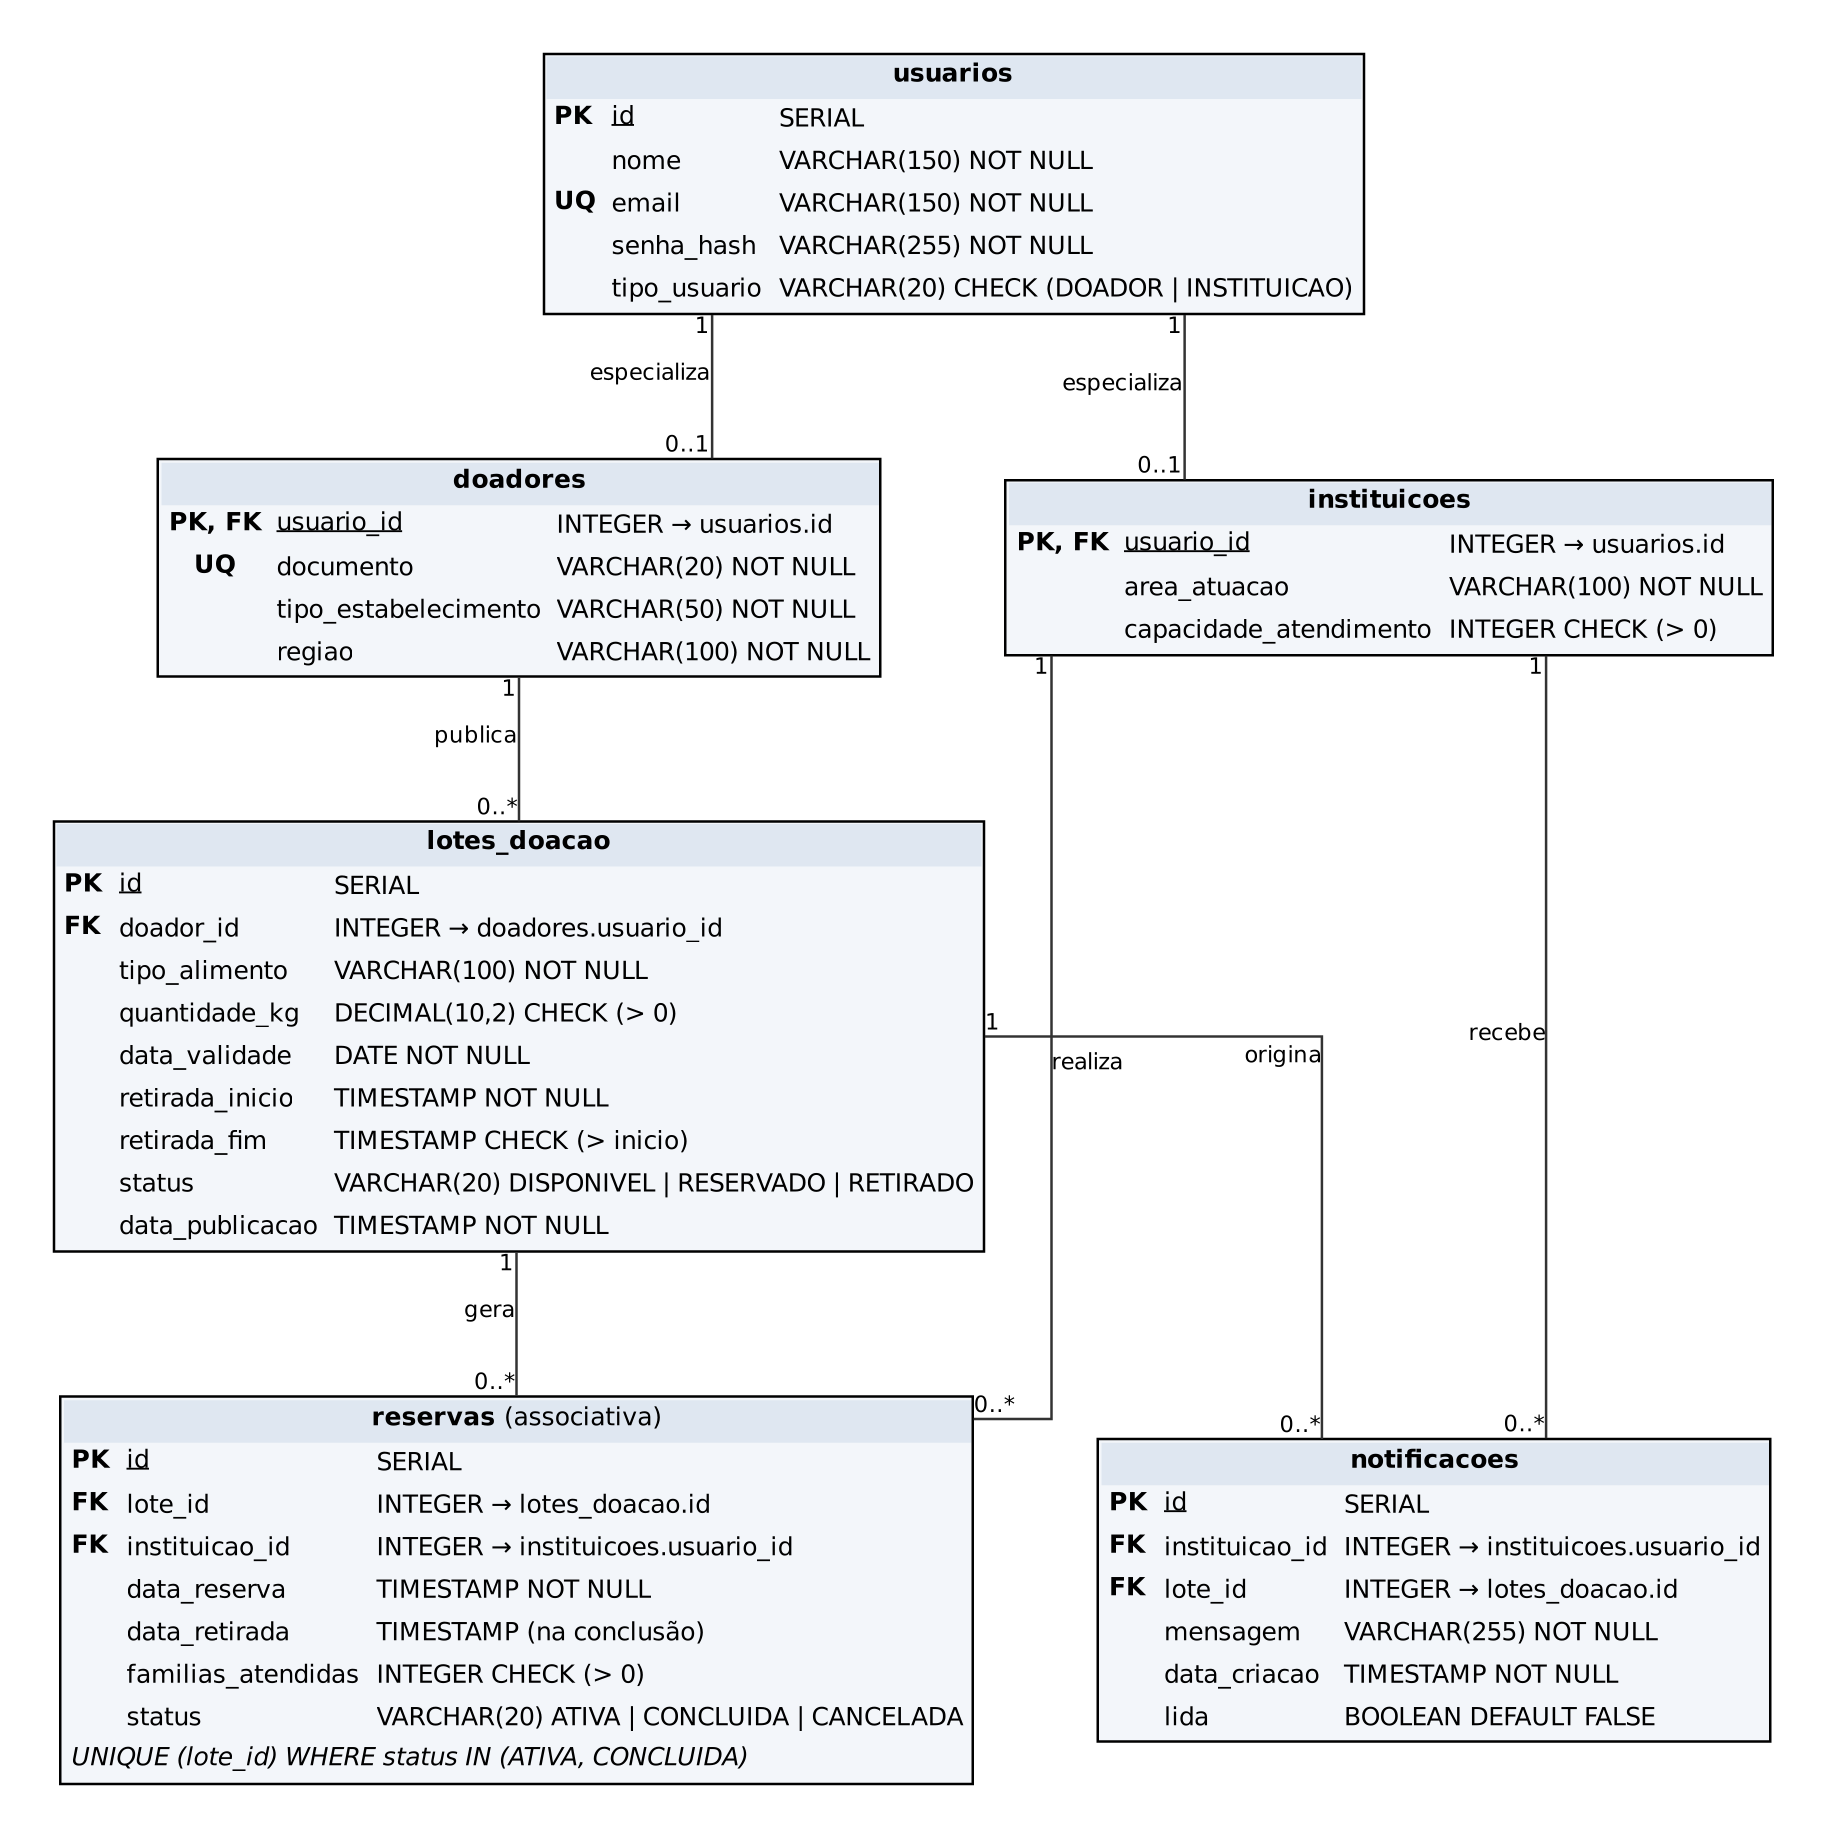 usuarios
PK id SERIAL
nome VARCHAR(150) NOT NULL
UQ email VARCHAR(150) NOT NULL
senha_hash VARCHAR(255) NOT NULL
tipo_usuario VARCHAR(20) CHECK (DOADOR | INSTITUICAO)
1
1
especializa
especializa
0..1
0..1
doadores
PK, FK usuario_id INTEGER → usuarios.id
UQ documento VARCHAR(20) NOT NULL
tipo_estabelecimento VARCHAR(50) NOT NULL
regiao VARCHAR(100) NOT NULL
instituicoes
PK, FK usuario_id INTEGER → usuarios.id
area_atuacao VARCHAR(100) NOT NULL
capacidade_atendimento INTEGER CHECK (> 0)
1
1
1
publica
0..*
lotes_doacao
PK id SERIAL
FK doador_id INTEGER → doadores.usuario_id
tipo_alimento VARCHAR(100) NOT NULL
quantidade_kg DECIMAL(10,2) CHECK (> 0)
data_validade DATE NOT NULL
retirada_inicio TIMESTAMP NOT NULL
retirada_fim TIMESTAMP CHECK (> inicio)
status VARCHAR(20) DISPONIVEL | RESERVADO | RETIRADO
data_publicacao TIMESTAMP NOT NULL
1
realiza
origina
recebe
1
gera
0..*
0..*
0..*
0..*
reservas (associativa)
PK id SERIAL
FK lote_id INTEGER → lotes_doacao.id
FK instituicao_id INTEGER → instituicoes.usuario_id
data_reserva TIMESTAMP NOT NULL
data_retirada TIMESTAMP (na conclusão)
familias_atendidas INTEGER CHECK (> 0)
status VARCHAR(20) ATIVA | CONCLUIDA | CANCELADA
UNIQUE (lote_id) WHERE status IN (ATIVA, CONCLUIDA)
notificacoes
PK id SERIAL
FK instituicao_id INTEGER → instituicoes.usuario_id
FK lote_id INTEGER → lotes_doacao.id
mensagem VARCHAR(255) NOT NULL
data_criacao TIMESTAMP NOT NULL
lida BOOLEAN DEFAULT FALSE